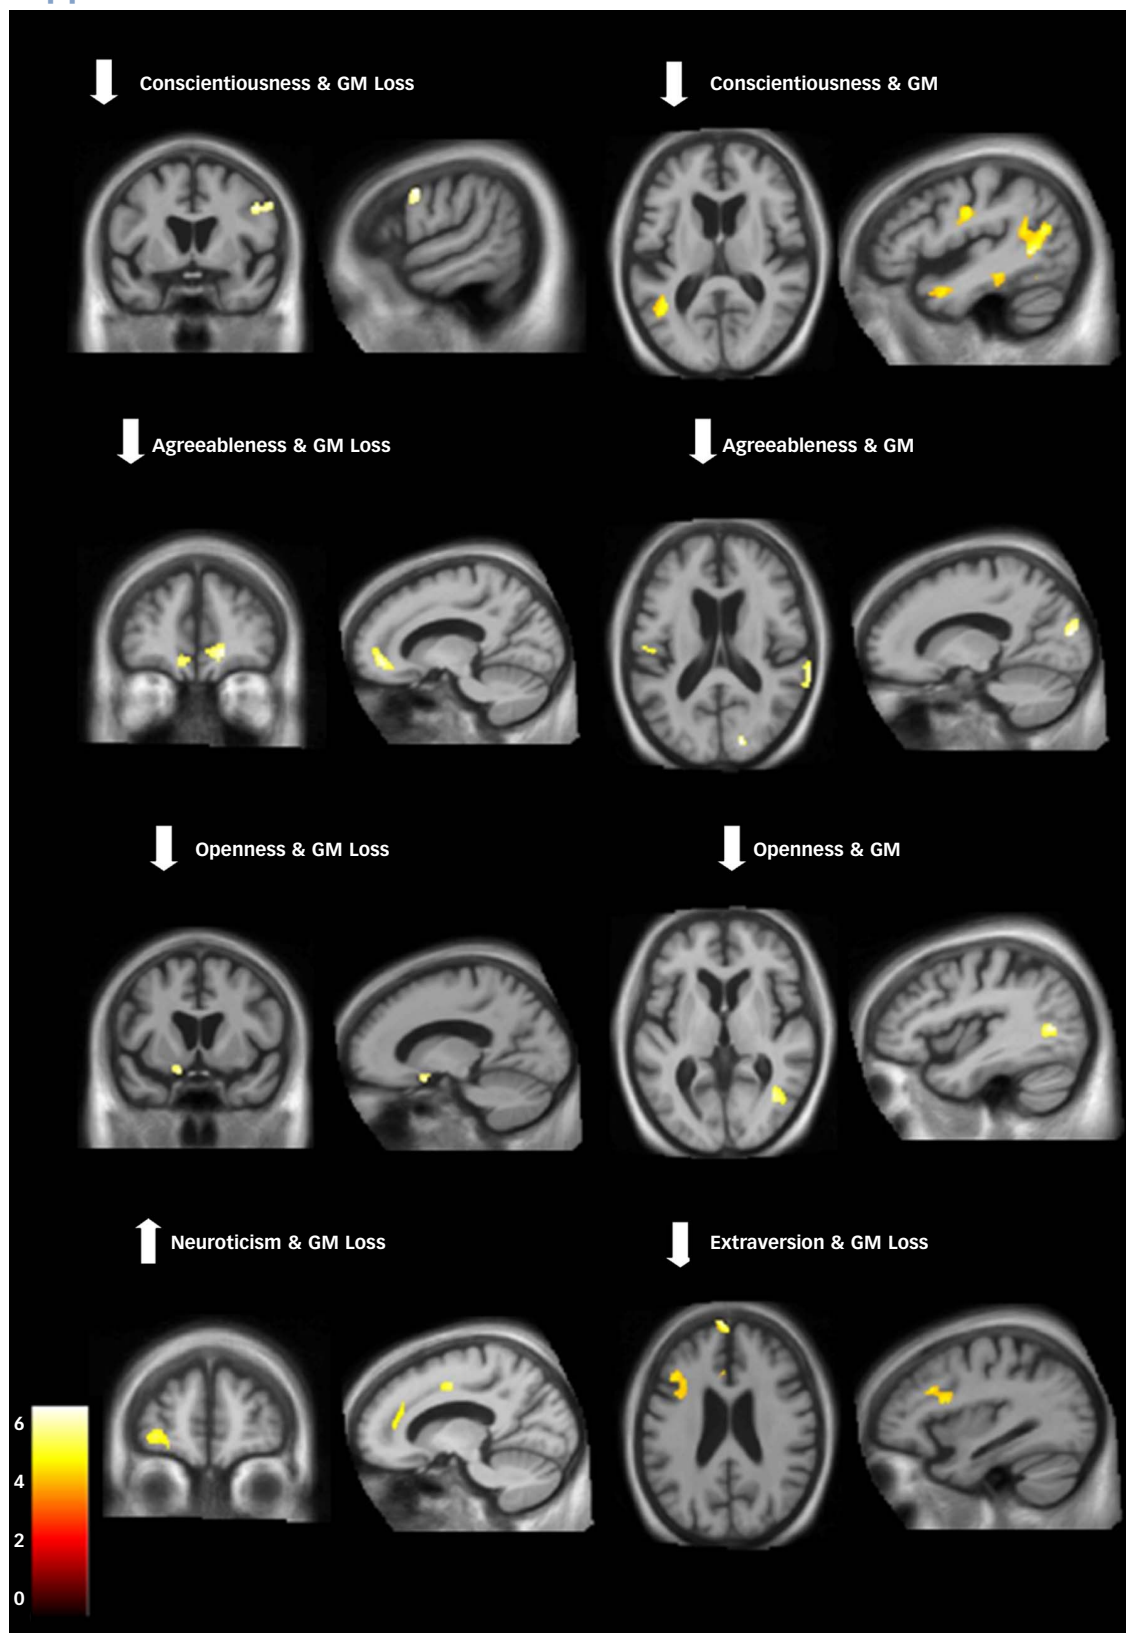 Conscientiousness & GM Loss
Conscientiousness & GM
Agreeableness & GM Loss
Agreeableness & GM
Openness & GM Loss
Openness & GM
Neuroticism & GM Loss
Extraversion & GM Loss
6
4
2
0